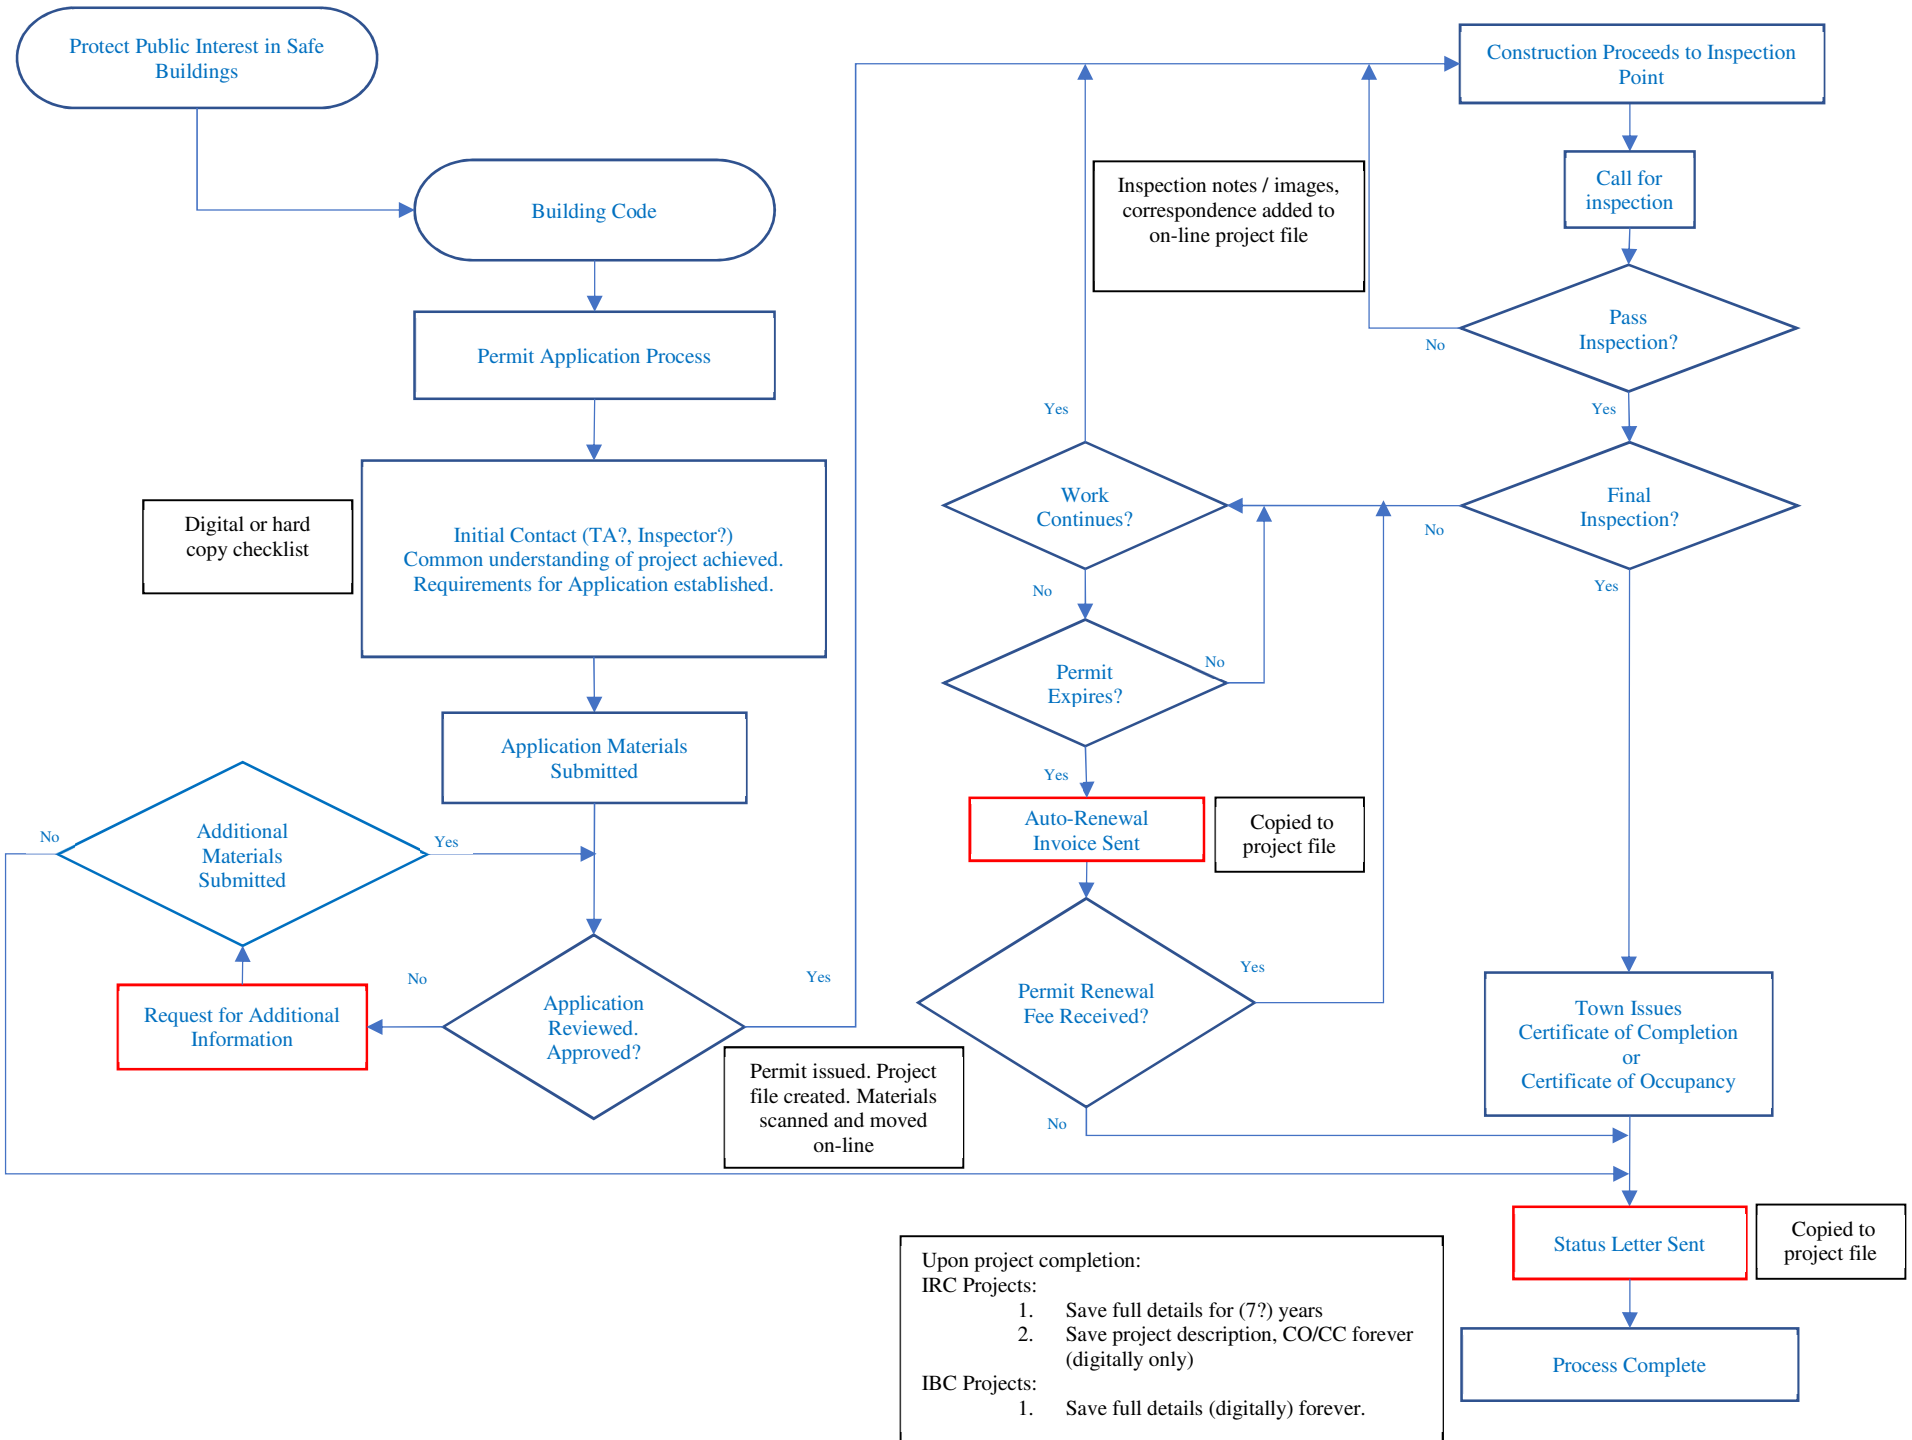 Protect Public Interest in Safe
Buildings
Building Code
Permit Application Process
Digital or hard
copy checklist
Initial Contact (TA?, Inspector?)
Common understanding of project achieved.
Requirements for Application established.
Application Materials
Submitted
No
Additional
Materials
Submitted
Yes
Request for Additional
Information
No
Application
Reviewed.
Approved?
Yes
Permit issued. Project
file created. Materials
scanned and moved
on-line
Construction Proceeds to Inspection
Point
Call for
inspection
Inspection notes / images,
correspondence added to
on-line project file
Pass
Inspection?
No
Yes
Yes
Work
Continues?
Final
Inspection?
No
No
Yes
Permit
Expires?
No
Yes
Auto-Renewal
Invoice Sent
Copied to
project file
Permit Renewal
Fee Received?
Yes
No
Town Issues
Certificate of Completion
or
Certificate of Occupancy
Status Letter Sent
Copied to
project file
Process Complete
Upon project completion:
IRC Projects:
1. Save full details for (7?) years
2. Save project description, CO/CC forever
(digitally only)
IBC Projects:
1. Save full details (digitally) forever.